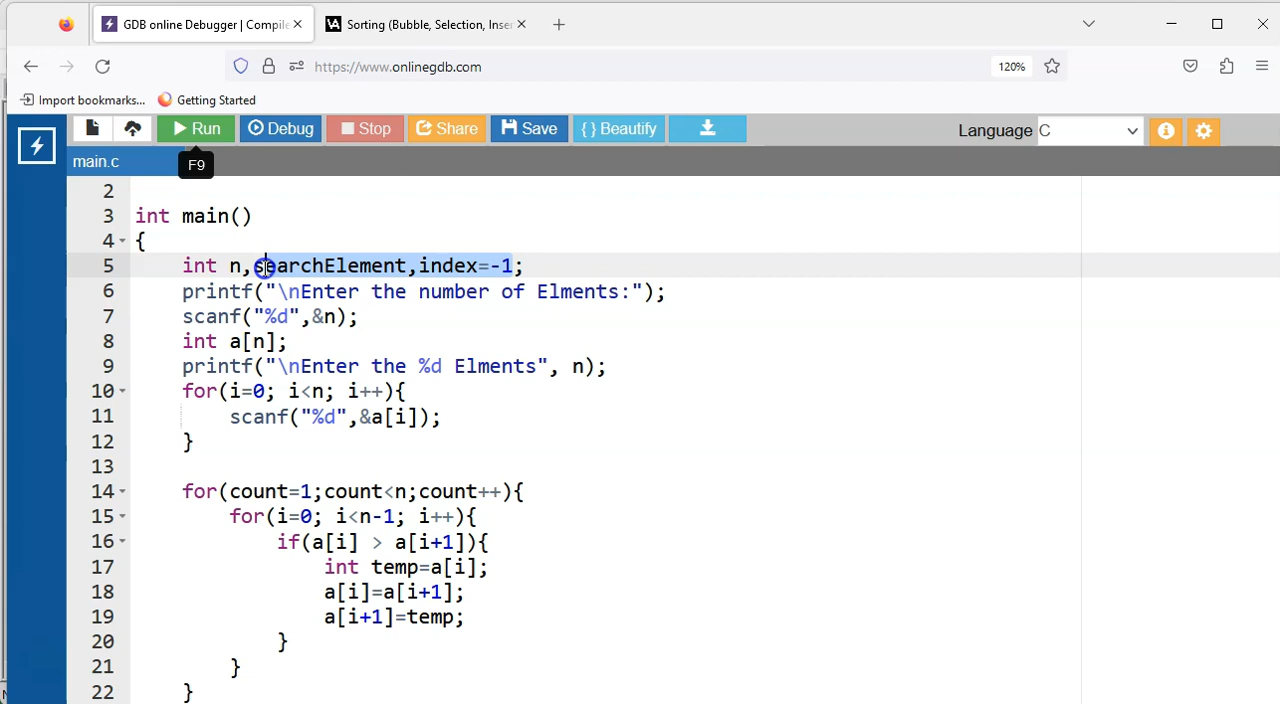 GDB online Debugger | Compile
Sorting (Bubble, Selection, Inser
https://www.onlinegdb.com
120%
Import bookmarks...
Getting Started
Run
Debug
Stop
Share
Save
{ } Beautify
Language C
main.c
F9
2
3 int main()
4 {
5 int n,searchElement,index=-1;
6 printf("\nEnter the number of Elments:");
7 scanf("%d",&n);
8 int a[n];
9 printf("\nEnter the %d Elments", n);
10 for(i=0; i<n; i++){
11 scanf("%d",&a[i]);
12 }
13
14 for(count=1;count<n;count++){
15 for(i=0; i<n-1; i++){
16 if(a[i] > a[i+1]){
17 int temp=a[i];
18 a[i]=a[i+1];
19 a[i+1]=temp;
20 }
21 }
22 }